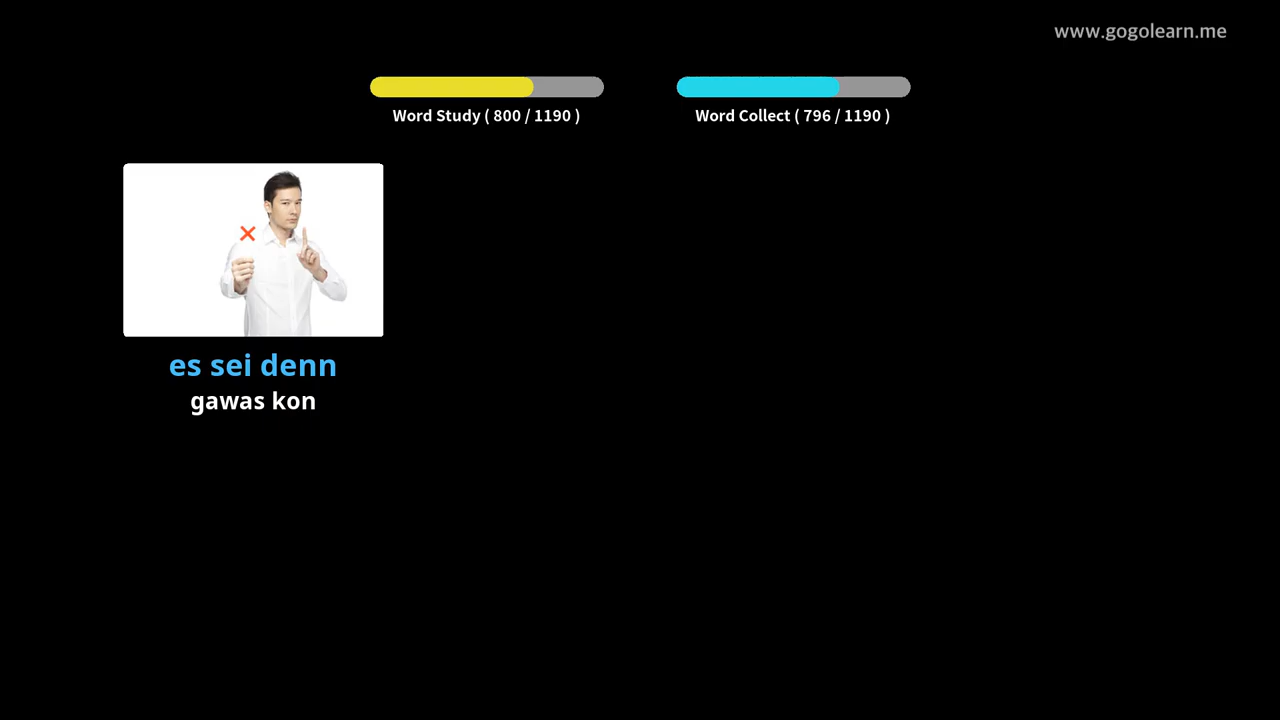 www.gogolearn.me
Word Study ( 800 / 1190 )
Word Collect ( 796 / 1190 )
es sei denn
gawas kon